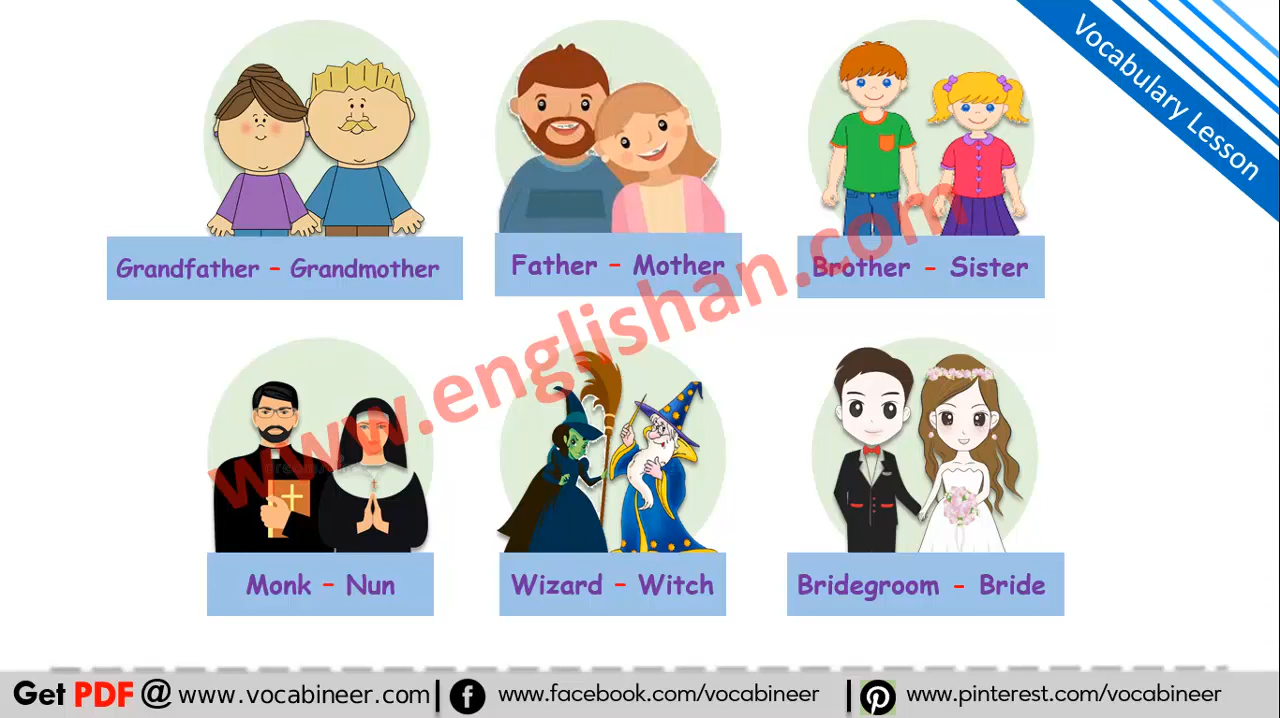 Vocabulary Lesson
Grandfather - Grandmother
Father - Mother
Brother - Sister
www.englishan.com
Monk - Nun
Wizard - Witch
Bridegroom - Bride
Get PDF @ www.vocabineer.com | www.facebook.com/vocabineer | www.pinterest.com/vocabineer